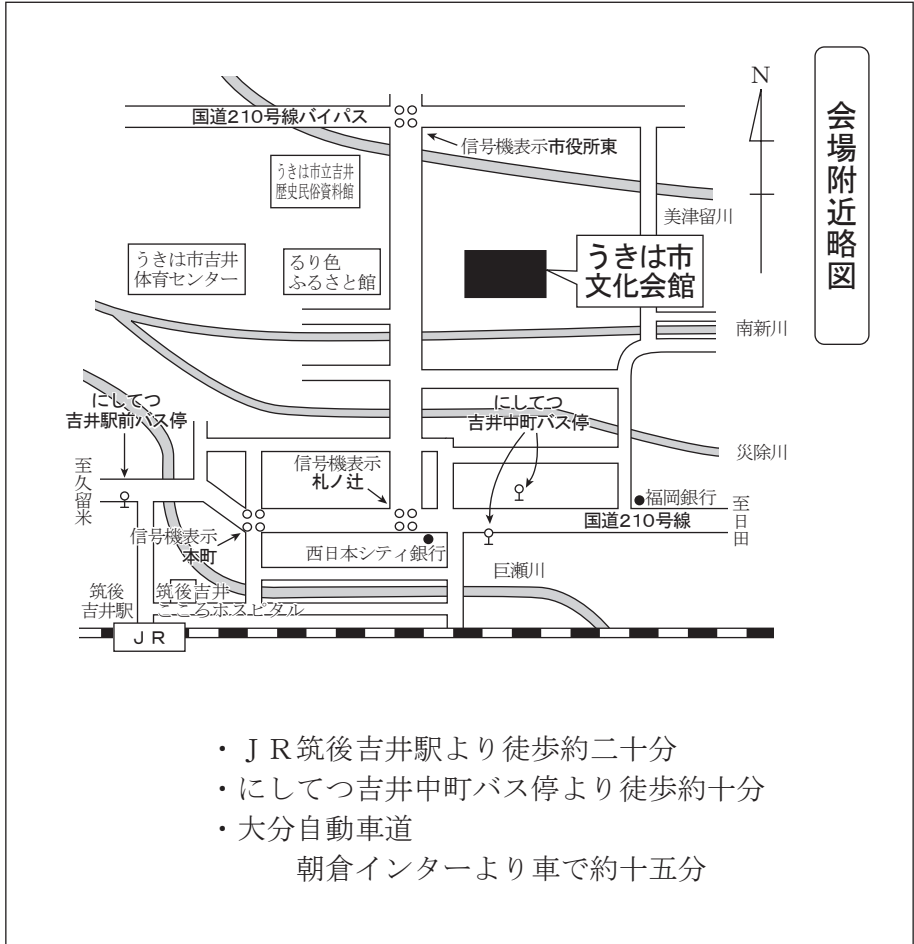 会場附近略図
N
国道210号線バイパス
信号機表示市役所東
うきは市立吉井
歴史民俗資料館
美津留川
うきは市吉井
体育センター
るり色
ふるさと館
うきは市
文化会館
南新川
にしてつ
吉井駅前バス停
にしてつ
吉井中町バス停
災除川
至久留米
信号機表示
札ノ辻
福岡銀行
至日田
国道210号線
信号機表示
本町
西日本シティ銀行
巨瀬川
筑後
吉井駅
筑後吉井
こころホスピタル
ＪＲ
・ＪＲ筑後吉井駅より徒歩約二十分
・にしてつ吉井中町バス停より徒歩約十分
・大分自動車道
朝倉インターより車で約十五分